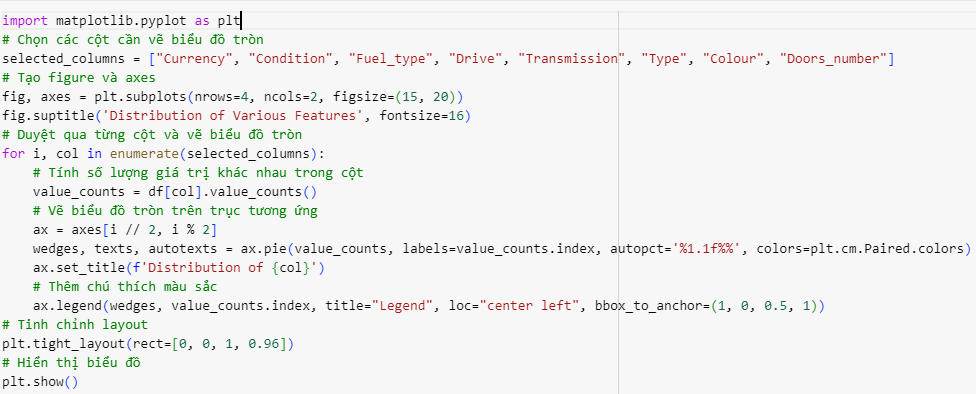 import matplotlib.pyplot as plt
# Chọn các cột cần vẽ biểu đồ tròn
selected_columns = ["Currency", "Condition", "Fuel_type", "Drive", "Transmission", "Type", "Colour", "Doors_number"]
# Tạo figure và axes
fig, axes = plt.subplots(nrows=4, ncols=2, figsize=(15, 20))
fig.suptitle('Distribution of Various Features', fontsize=16)
# Duyệt qua từng cột và vẽ biểu đồ tròn
for i, col in enumerate(selected_columns):
    # Tính số lượng giá trị khác nhau trong cột
    value_counts = df[col].value_counts()
    # Vẽ biểu đồ tròn trên trục tương ứng
    ax = axes[i // 2, i % 2]
    wedges, texts, autotexts = ax.pie(value_counts, labels=value_counts.index, autopct='%1.1f%%', colors=plt.cm.Paired.colors)
    ax.set_title(f'Distribution of {col}')
    # Thêm chú thích màu sắc
    ax.legend(wedges, value_counts.index, title="Legend", loc="center left", bbox_to_anchor=(1, 0, 0.5, 1))
# Tinh chỉnh layout
plt.tight_layout(rect=[0, 0, 1, 0.96])
# Hiển thị biểu đồ
plt.show()